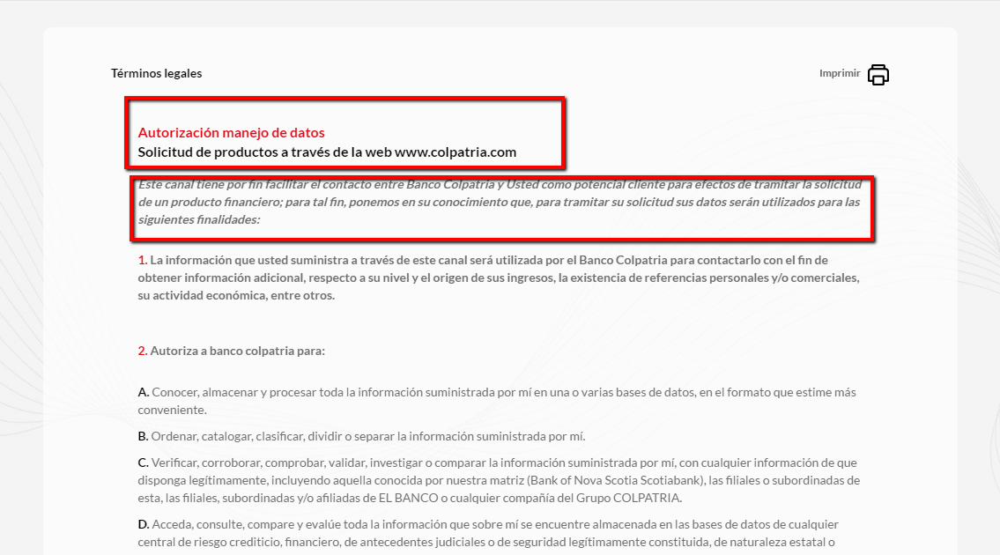 Términos legales
Imprimir
Autorización manejo de datos
Solicitud de productos a través de la web www.colpatria.com
Este canal tiene por fin facilitar el contacto entre Banco Colpatria y Usted como potencial cliente para efectos de tramitar la solicitud
de un producto financiero; para tal fin, ponemos en su conocimiento que, para tramitar su solicitud sus datos serán utilizados para las
siguientes finalidades:
1. La información que usted suministra a través de este canal será utilizada por el Banco Colpatria para contactarlo con el fin de
obtener información adicional, respecto a su nivel y el origen de sus ingresos, la existencia de referencias personales y/o comerciales,
su actividad económica, entre otros.
2. Autoriza a banco colpatria para:
A. Conocer, almacenar y procesar toda la información suministrada por mí en una o varias bases de datos, en el formato que estime más
conveniente.
B. Ordenar, catalogar, clasificar, dividir o separar la información suministrada por mí.
C. Verificar, corroborar, comprobar, validar, investigar o comparar la información suministrada por mí, con cualquier información de que
disponga legítimamente, incluyendo aquella conocida por nuestra matriz (Bank of Nova Scotia Scotiabank), las filiales o subordinadas de
esta, las filiales, subordinadas y/o afiliadas de EL BANCO o cualquier compañía del Grupo COLPATRIA.
D. Acceda, consulte, compare y evalúe toda la información que sobre mí se encuentre almacenada en las bases de datos de cualquier
central de riesgo crediticio, financiero, de antecedentes judiciales o de seguridad legítimamente constituida, de naturaleza estatal o